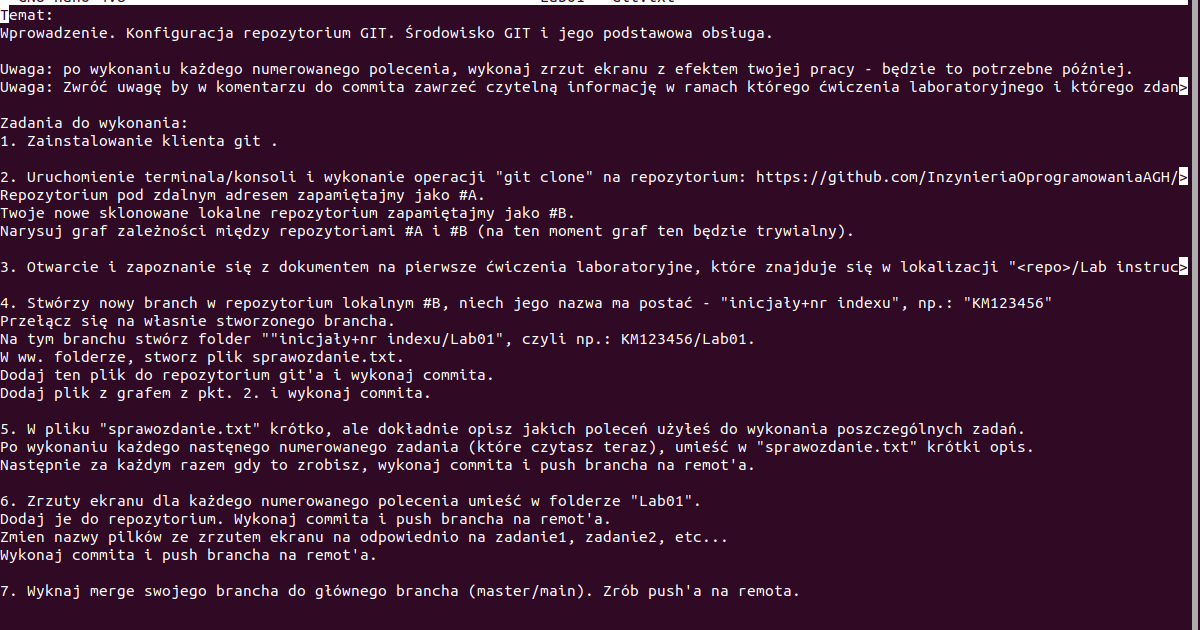 Temat:
Wprowadzenie. Konfiguracja repozytorium GIT. Środowisko GIT i jego podstawowa obsługa.
Uwaga: po wykonaniu każdego numerowanego polecenia, wykonaj zrzut ekranu z efektem twojej pracy - będzie to potrzebne później.
Uwaga: Zwróć uwagę by w komentarzu do commita zawrzeć czytelną informację w ramach którego ćwiczenia laboratoryjnego i którego zdan>
Zadania do wykonania:
1. Zainstalowanie klienta git .
2. Uruchomienie terminala/konsoli i wykonanie operacji "git clone" na repozytorium: https://github.com/InzynieriaOprogramowaniaAGH/>
Repozytorium pod zdalnym adresem zapamiętajmy jako #A.
Twoje nowe sklonowane lokalne repozytorium zapamiętajmy jako #B.
Narysuj graf zależności między repozytoriami #A i #B (na ten moment graf ten będzie trywialny).
3. Otwarcie i zapoznanie się z dokumentem na pierwsze ćwiczenia laboratoryjne, które znajduje się w lokalizacji "<repo>/Lab instruc>
4. Stwórzy nowy branch w repozytorium lokalnym #B, niech jego nazwa ma postać - "inicjały+nr indexu", np.: "KM123456"
Przełącz się na własnie stworzonego brancha.
Na tym branchu stwórz folder ""inicjały+nr indexu/Lab01", czyli np.: KM123456/Lab01.
W ww. folderze, stworz plik sprawozdanie.txt.
Dodaj ten plik do repozytorium git'a i wykonaj commita.
Dodaj plik z grafem z pkt. 2. i wykonaj commita.
5. W pliku "sprawozdanie.txt" krótko, ale dokładnie opisz jakich poleceń użyłeś do wykonania poszczególnych zadań.
Po wykonaniu każdego nastęnego numerowanego zadania (które czytasz teraz), umieść w "sprawozdanie.txt" krótki opis.
Następnie za każdym razem gdy to zrobisz, wykonaj commita i push brancha na remot'a.
6. Zrzuty ekranu dla każdego numerowanego polecenia umieść w folderze "Lab01".
Dodaj je do repozytorium. Wykonaj commita i push brancha na remot'a.
Zmien nazwy pilków ze zrzutem ekranu na odpowiednio na zadanie1, zadanie2, etc...
Wykonaj commita i push brancha na remot'a.
7. Wyknaj merge swojego brancha do głównego brancha (master/main). Zrób push'a na remota.